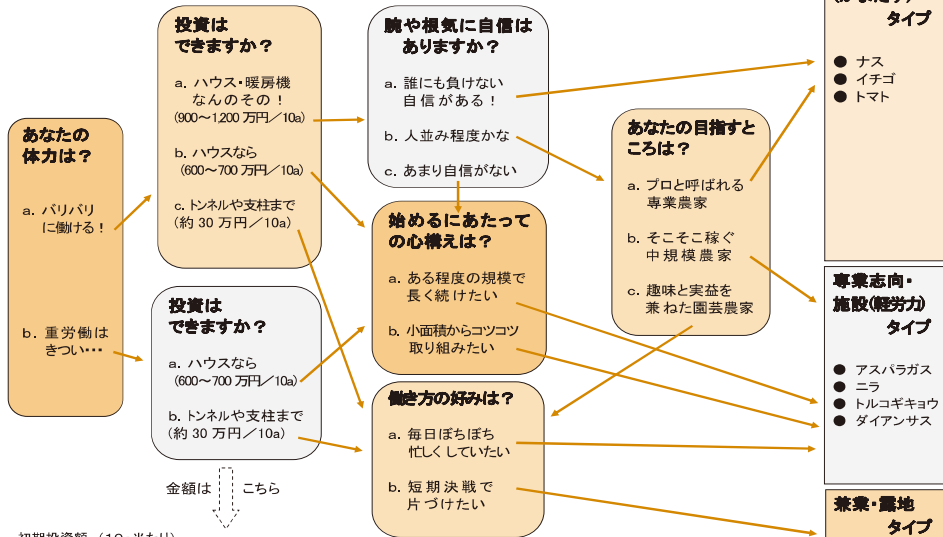 あなたの
体力は？
a. バリバリ
に働ける！
b. 重労働は
きつい…
投資は
できますか？
a. ハウス・暖房機
なんのその！
(900～1,200 万円／10a)
b. ハウスなら
(600～700 万円／10a)
c. トンネルや支柱まで
(約 30 万円／10a)
投資は
できますか？
a. ハウスなら
(600～700 万円／10a)
b. トンネルや支柱まで
(約 30 万円／10a)
金額は
こちら
腕や根気に自信は
ありますか？
a. 誰にも負けない
自信がある！
b. 人並み程度かな
c. あまり自信がない
始めるにあたって
の心構えは？
a. ある程度の規模で
長く続けたい
b. 小面積からコツコツ
取り組みたい
働き方の好みは？
a. 毎日ぼちぼち
忙しくしていたい
b. 短期決戦で
片づけたい
あなたの目指すと
ころは？
a. プロと呼ばれる
専業農家
b. そこそこ稼ぐ
中規模農家
c. 趣味と実益を
兼ねた園芸農家
タイプ
● ナス
● イチゴ
● トマト
専業志向・
施設(軽労力)
タイプ
● アスパラガス
● ニラ
● トルコギキョウ
● ダイアンサス
兼業・露地
タイプ